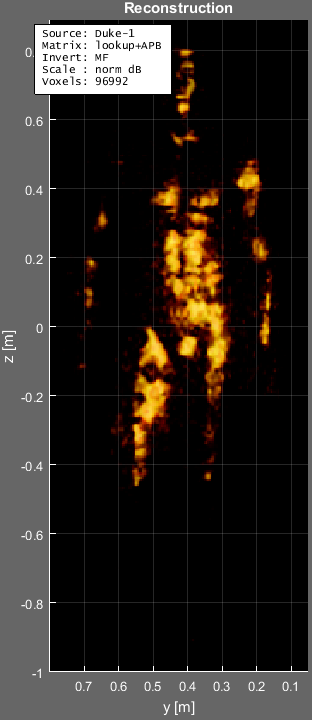 Reconstruction
Source: Duke-1
Matrix: lookup+APB
Invert: MF
Scale : norm dB
Voxels: 96992
0.6
0.4
0.2
0
-0.2
-0.4
-0.6
-0.8
-1
z [m]
0.7 0.6 0.5 0.4 0.3 0.2 0.1
y [m]